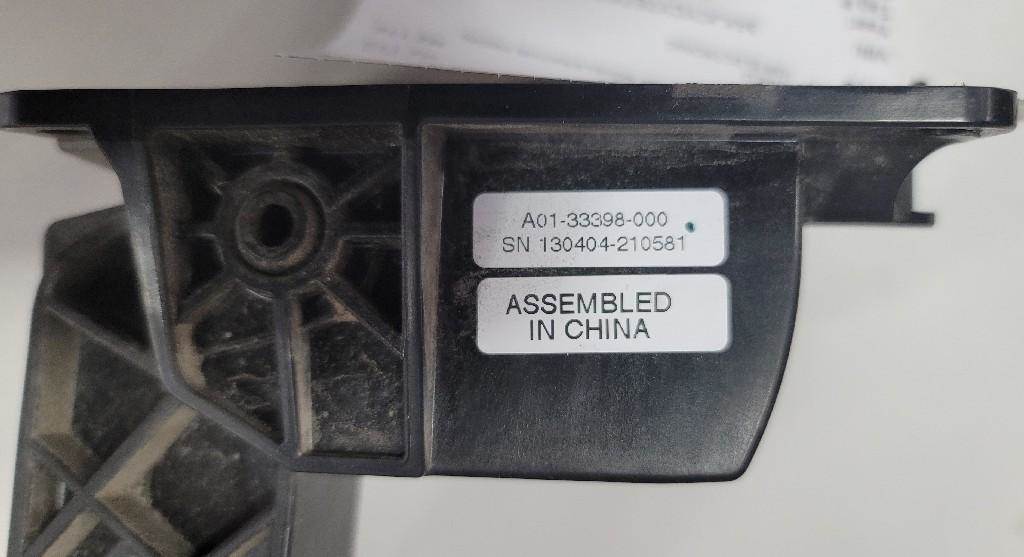 A01-33398-000
SN 130404-210581
ASSEMBLED
IN CHINA